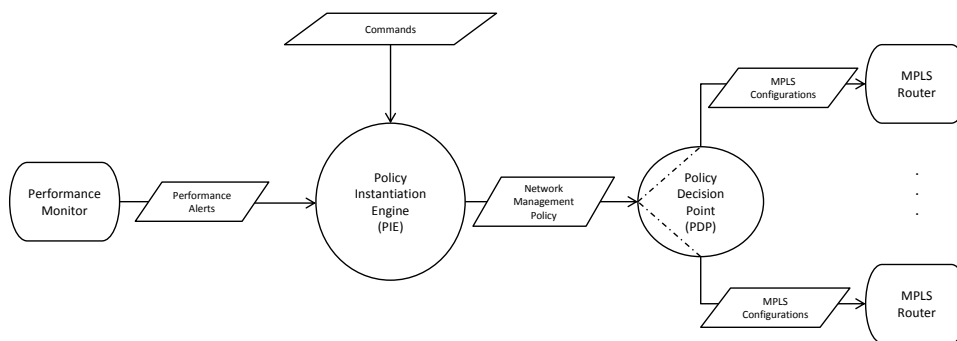 Commands
MPLS
Configurations
MPLS
Router
Performance
Monitor
Performance
Alerts
Policy
Instantiation
Engine
(PIE)
Network
Management
Policy
Policy
Decision
Point
(PDP)
MPLS
Configurations
MPLS
Router